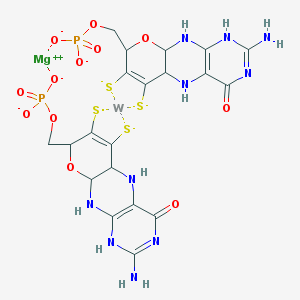 O⁻ O H H
P O O N N NH₂
Mg⁺⁺ O⁻ O O⁻ N
O⁻ S⁻ S⁻ N H O
O P O⁻ S⁻ W
O S⁻
H
O N O
N N N
H H
NH₂